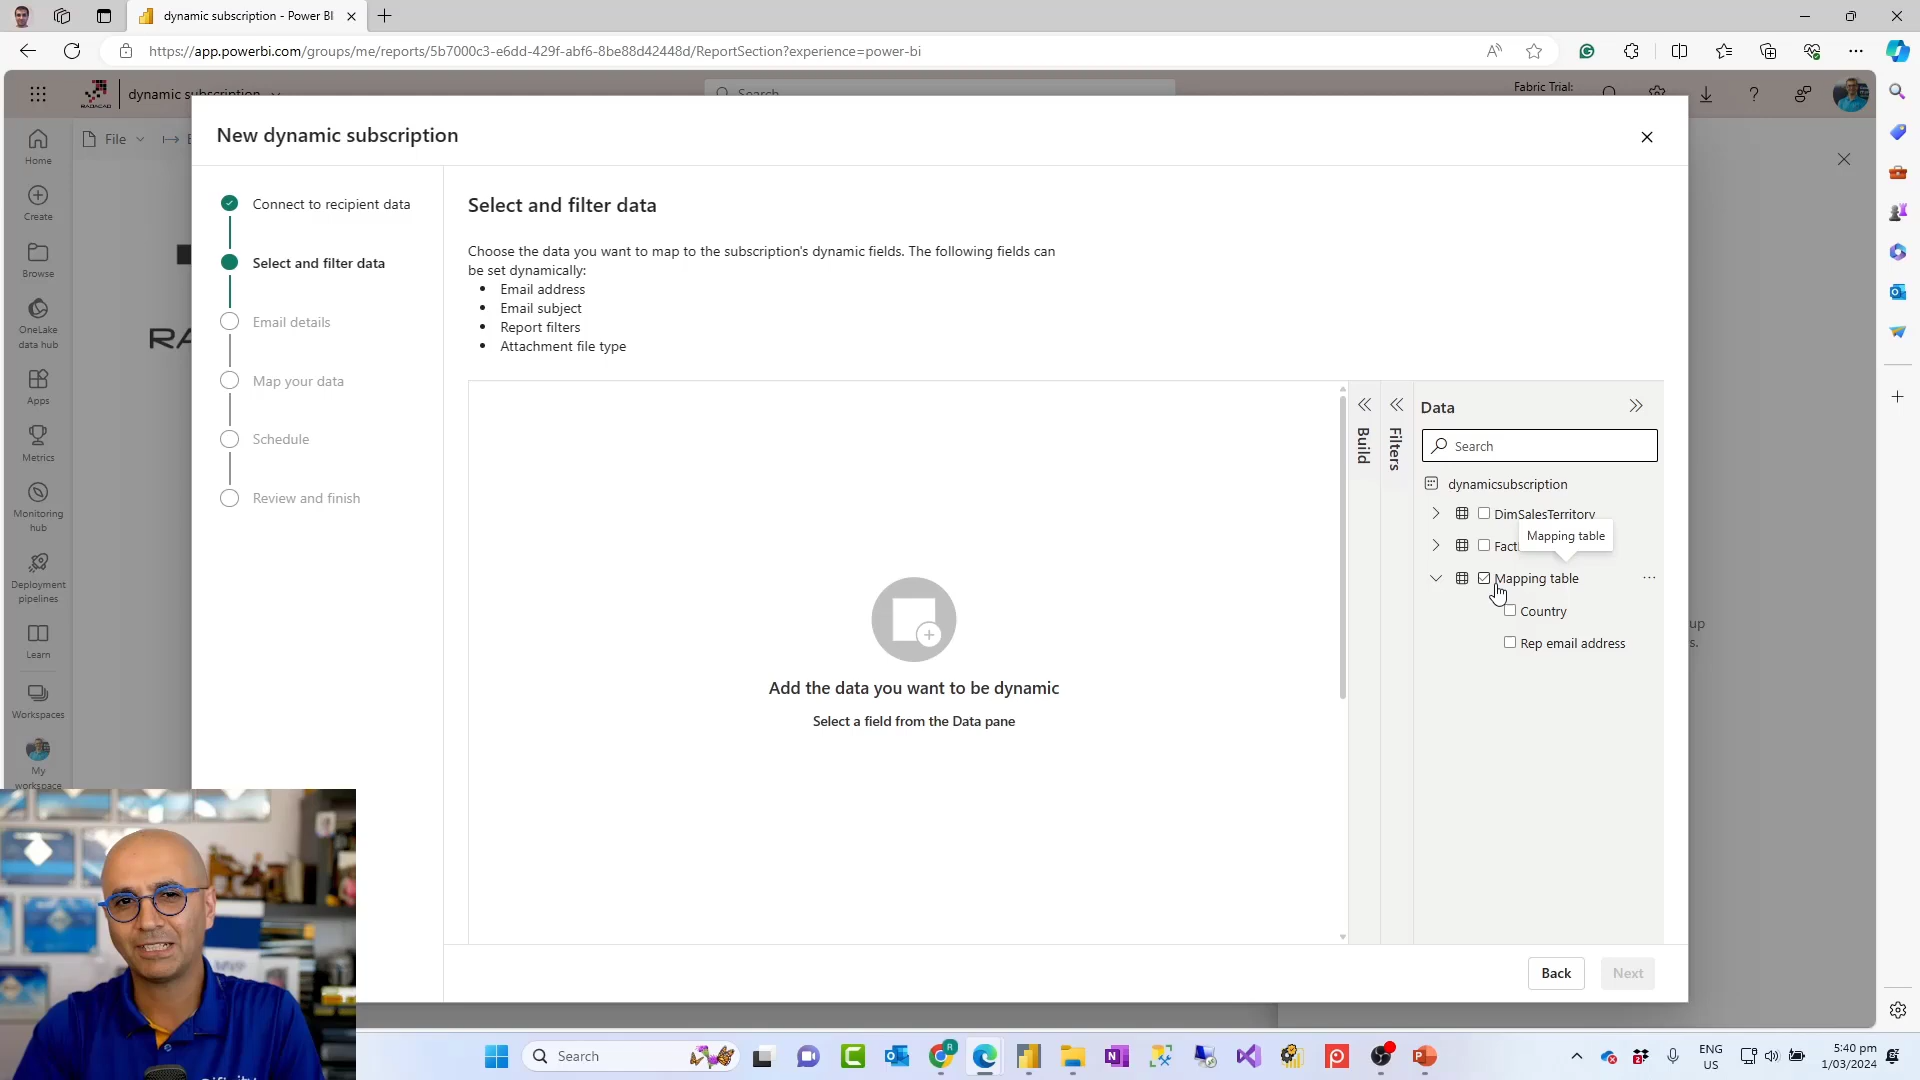 dynamic subscription - Power BI
https://app.powerbi.com/groups/me/reports/5b7000c3-e6dd-429f-abf6-8be88d42448d/ReportSection?experience=power-bi
RADACAD
dynamic subscription
Search
Fabric Trial:
File
Home
Create
Browse
OneLake
data hub
Apps
Metrics
Monitoring
hub
Deployment
pipelines
Learn
Workspaces
My
workspace
RA
New dynamic subscription
Connect to recipient data
Select and filter data
Email details
Map your data
Schedule
Review and finish
Select and filter data
Choose the data you want to map to the subscription's dynamic fields. The following fields can
be set dynamically:
• Email address
• Email subject
• Report filters
• Attachment file type
Add the data you want to be dynamic
Select a field from the Data pane
Build
Filters
Data
Search
dynamicsubscription
DimSalesTerritory
Mapping table
Fact
Mapping table
Country
Rep email address
up
s.
Back
Next
Search
ENG
US
5:40 pm
1/03/2024